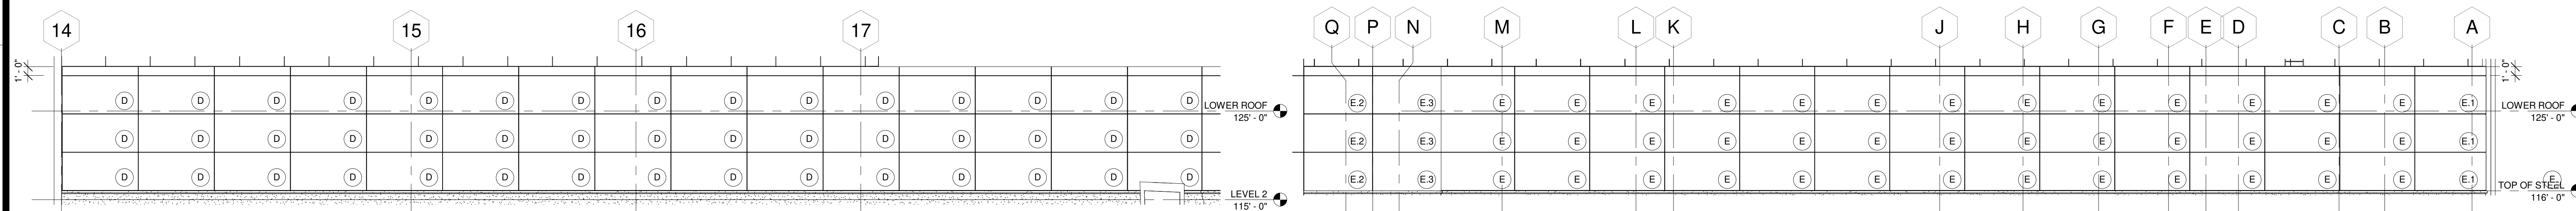 14 15 16 17 Q P N M L K J H G F E D C B A
1' - 0" 1' - 0"
D D D D D D D D D D D D D D D LOWER ROOF E.2 E.3 E E E E E E E E E E E E E E.1 LOWER ROOF
125' - 0" 125' - 0"
D D D D D D D D D D D D D D D E.2 E.3 E E E E E E E E E E E E E E.1
D D D D D D D D D D D D D D D E.2 E.3 E E E E E E E E E E E E E E.1 E
LEVEL 2 TOP OF STEEL
115' - 0" 116' - 0"